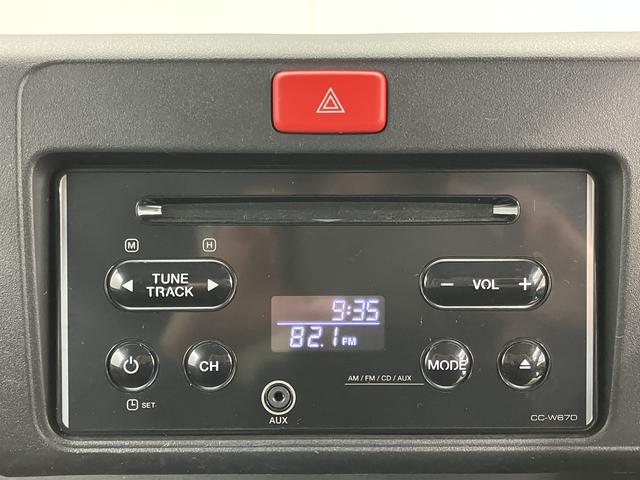 M
H
TUNE
TRACK
- VOL +
9:35
82.1 FM
CH
MODE
AM / FM / CD / AUX
SET
AUX
CC-W67D